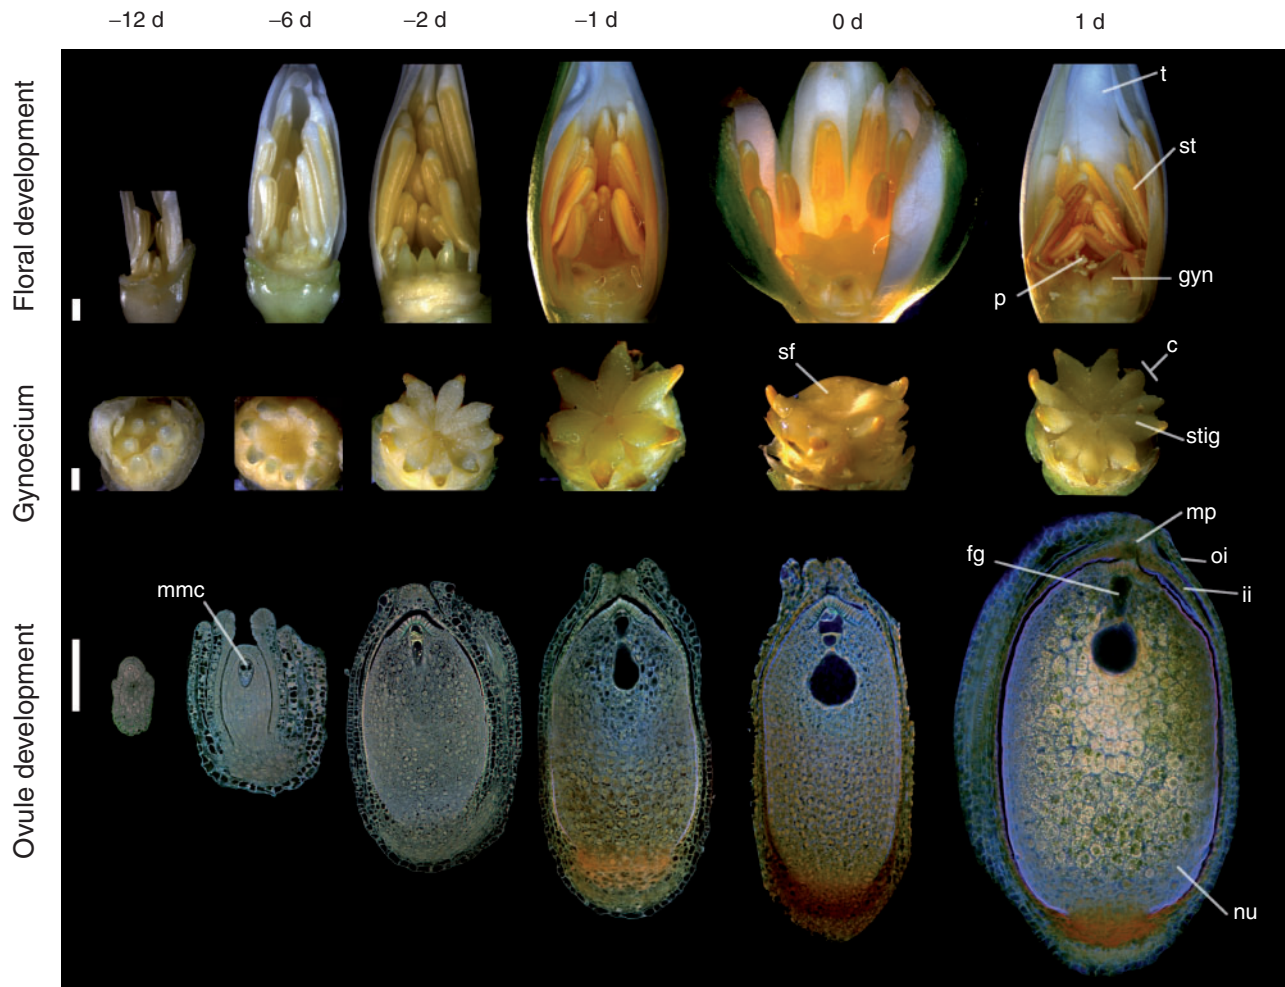 −12 d −6 d −2 d −1 d 0 d 1 d
Floral development
t
st
gyn
p
Gynoecium
sf
c
stig
Ovule development
mmc
mp
fg
oi
ii
nu